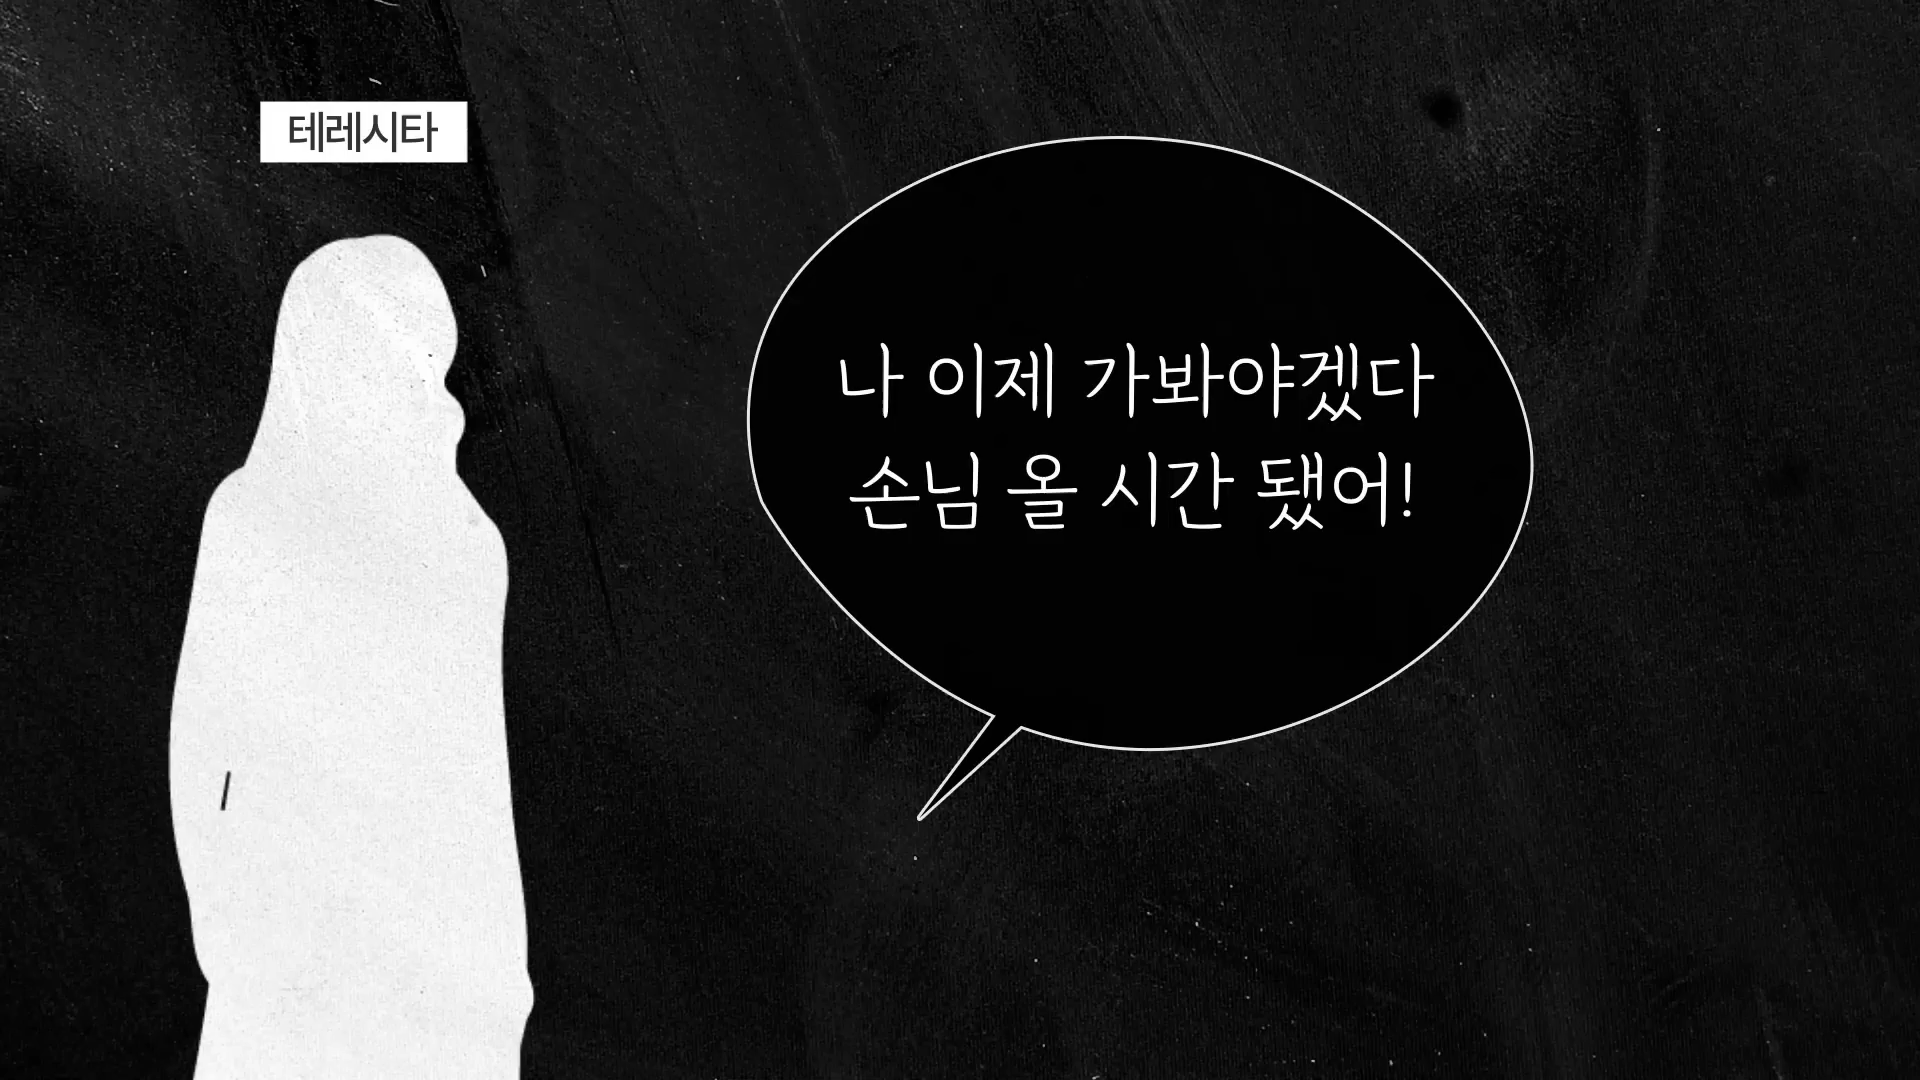 테레시타
나 이제 가봐야겠다
손님 올 시간 됐어!